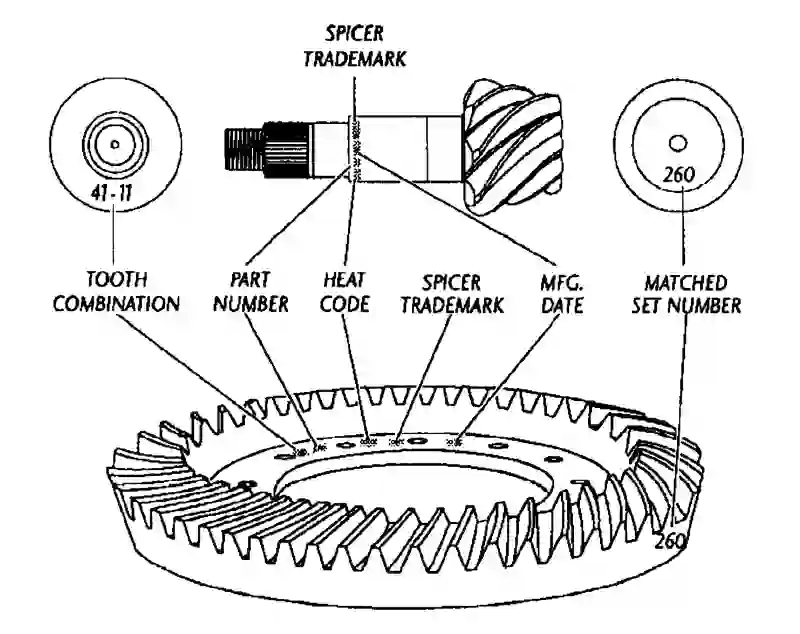 SPICER
TRADEMARK
41-11
260
TOOTH
COMBINATION
PART
NUMBER
HEAT
CODE
SPICER
TRADEMARK
MFG.
DATE
MATCHED
SET NUMBER
260